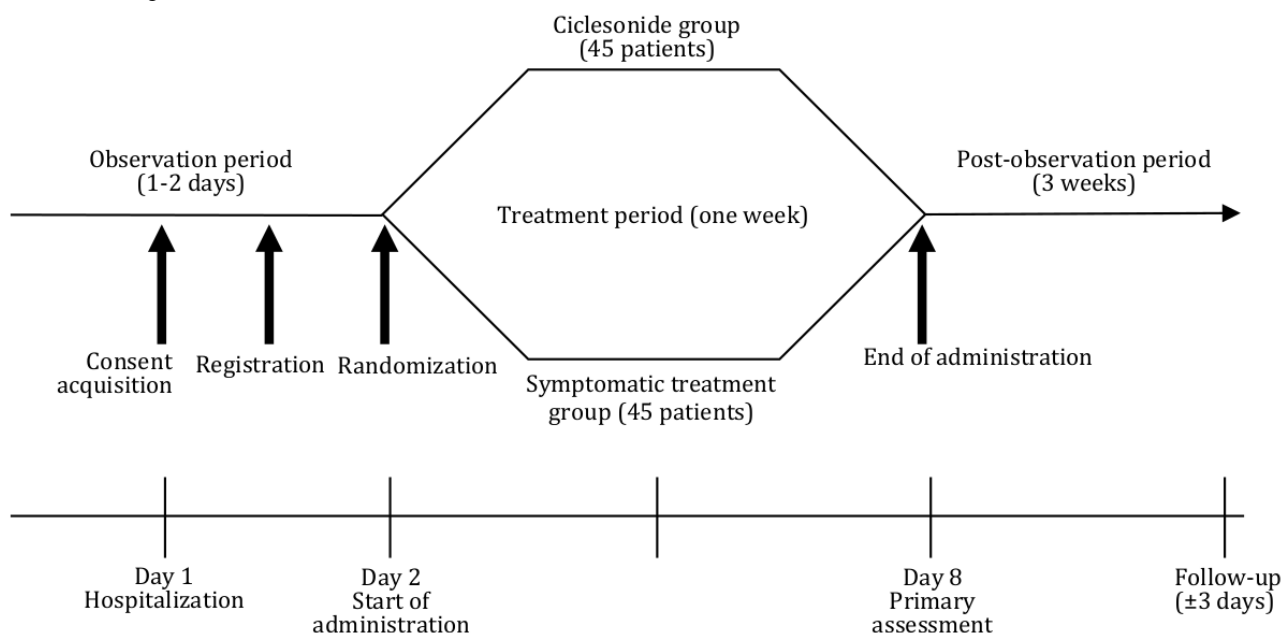 Ciclesonide group
(45 patients)
Observation period
(1-2 days)
Post-observation period
(3 weeks)
Treatment period (one week)
Consent
acquisition
Registration
Randomization
End of administration
Symptomatic treatment
group (45 patients)
Day 1
Hospitalization
Day 2
Start of
administration
Day 8
Primary
assessment
Follow-up
(±3 days)